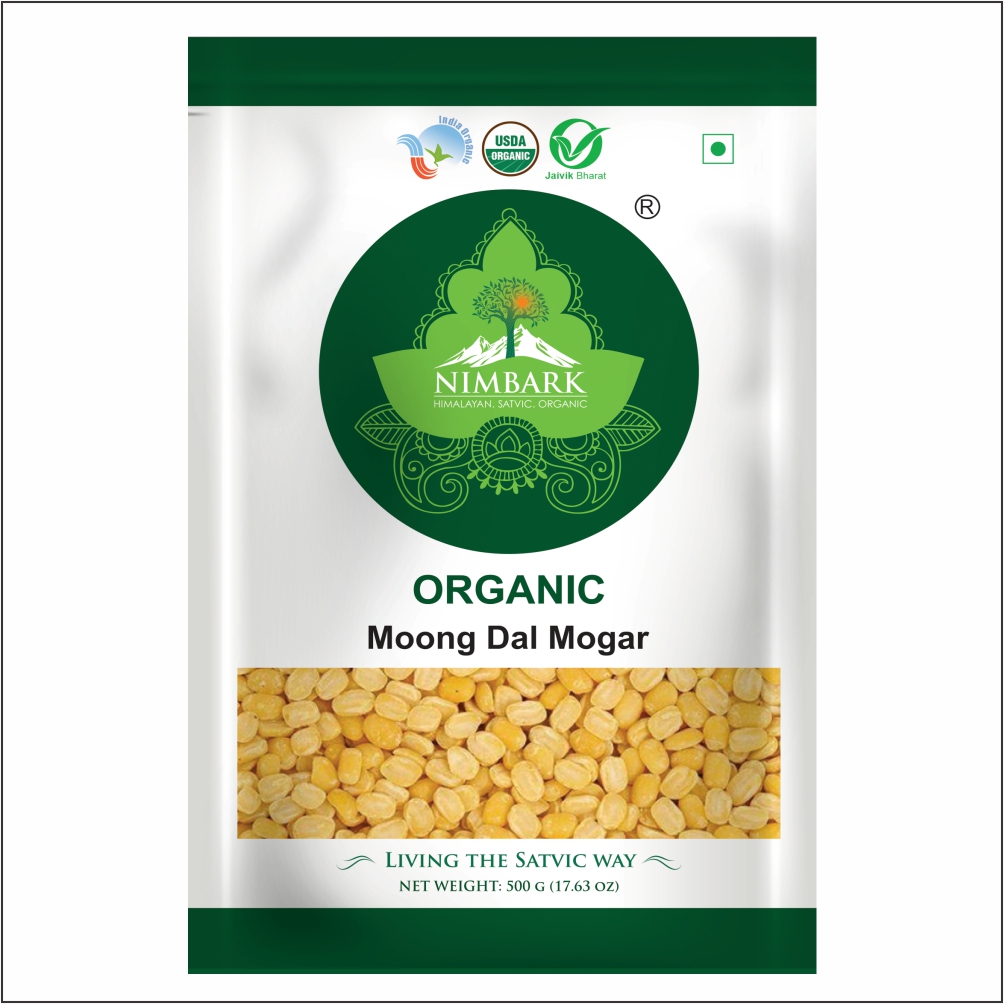 India Organic
USDA
ORGANIC
Jaivik Bharat
®
NIMBARK
HIMALAYAN. SATVIC. ORGANIC
ORGANIC
Moong Dal Mogar
LIVING THE SATVIC WAY
NET WEIGHT: 500 G (17.63 OZ)